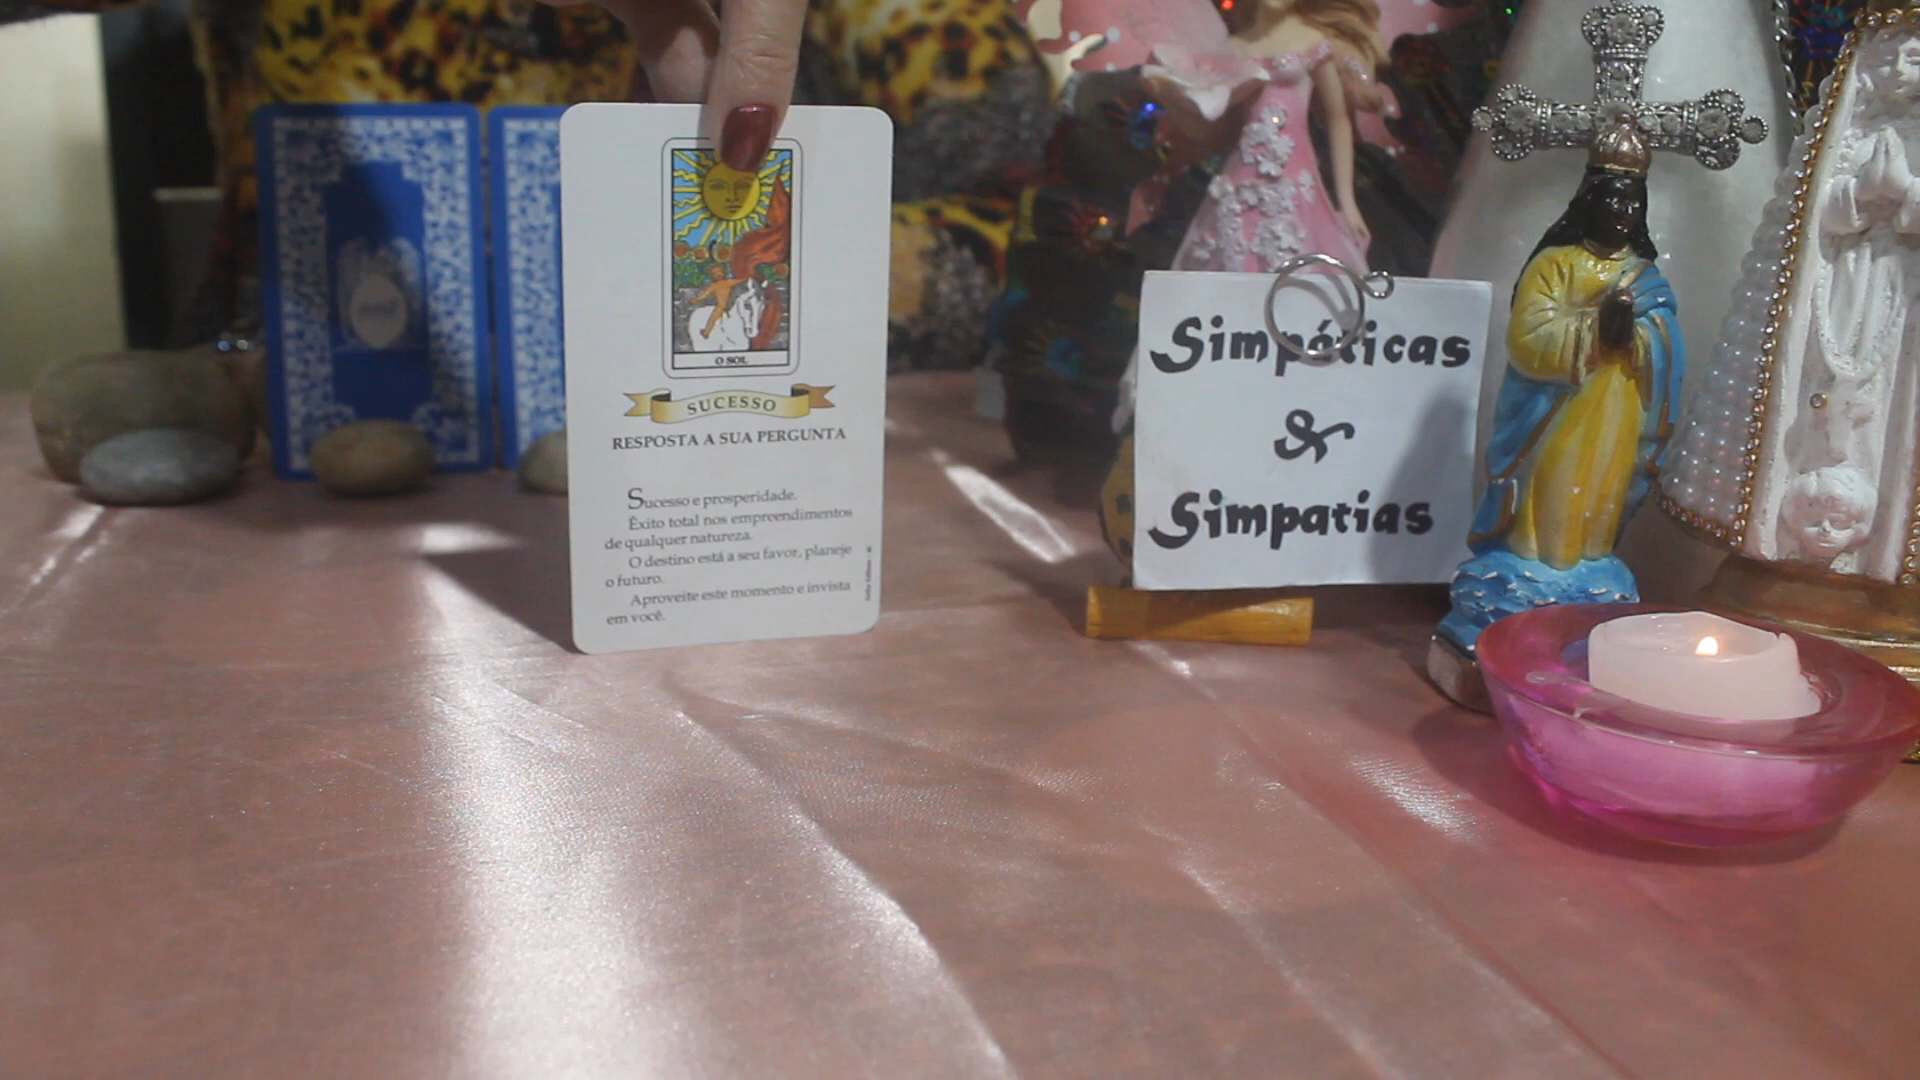 O SOL
SUCESSO
RESPOSTA A SUA PERGUNTA
Sucesso e prosperidade.
Êxito total nos empreendimentos
de qualquer natureza.
O destino está a seu favor, planeje
o futuro.
Aproveite este momento e invista
em você.
Simpáticas
&
Simpatias